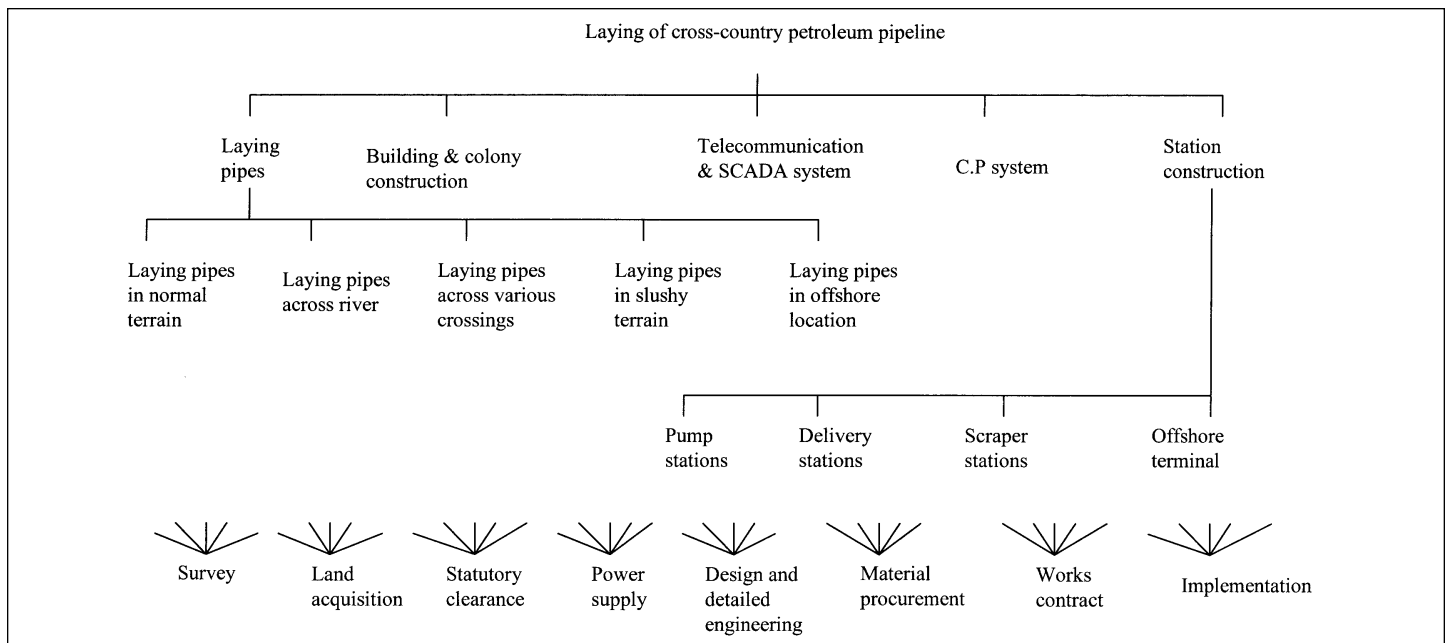 Laying of cross-country petroleum pipeline
Laying
pipes
Building & colony
construction
Telecommunication
& SCADA system
C.P system
Station
construction
Laying pipes
in normal
terrain
Laying pipes
across river
Laying pipes
across various
crossings
Laying pipes
in slushy
terrain
Laying pipes
in offshore
location
Pump
stations
Delivery
stations
Scraper
stations
Offshore
terminal
Survey
Land
acquisition
Statutory
clearance
Power
supply
Design and
detailed
engineering
Material
procurement
Works
contract
Implementation